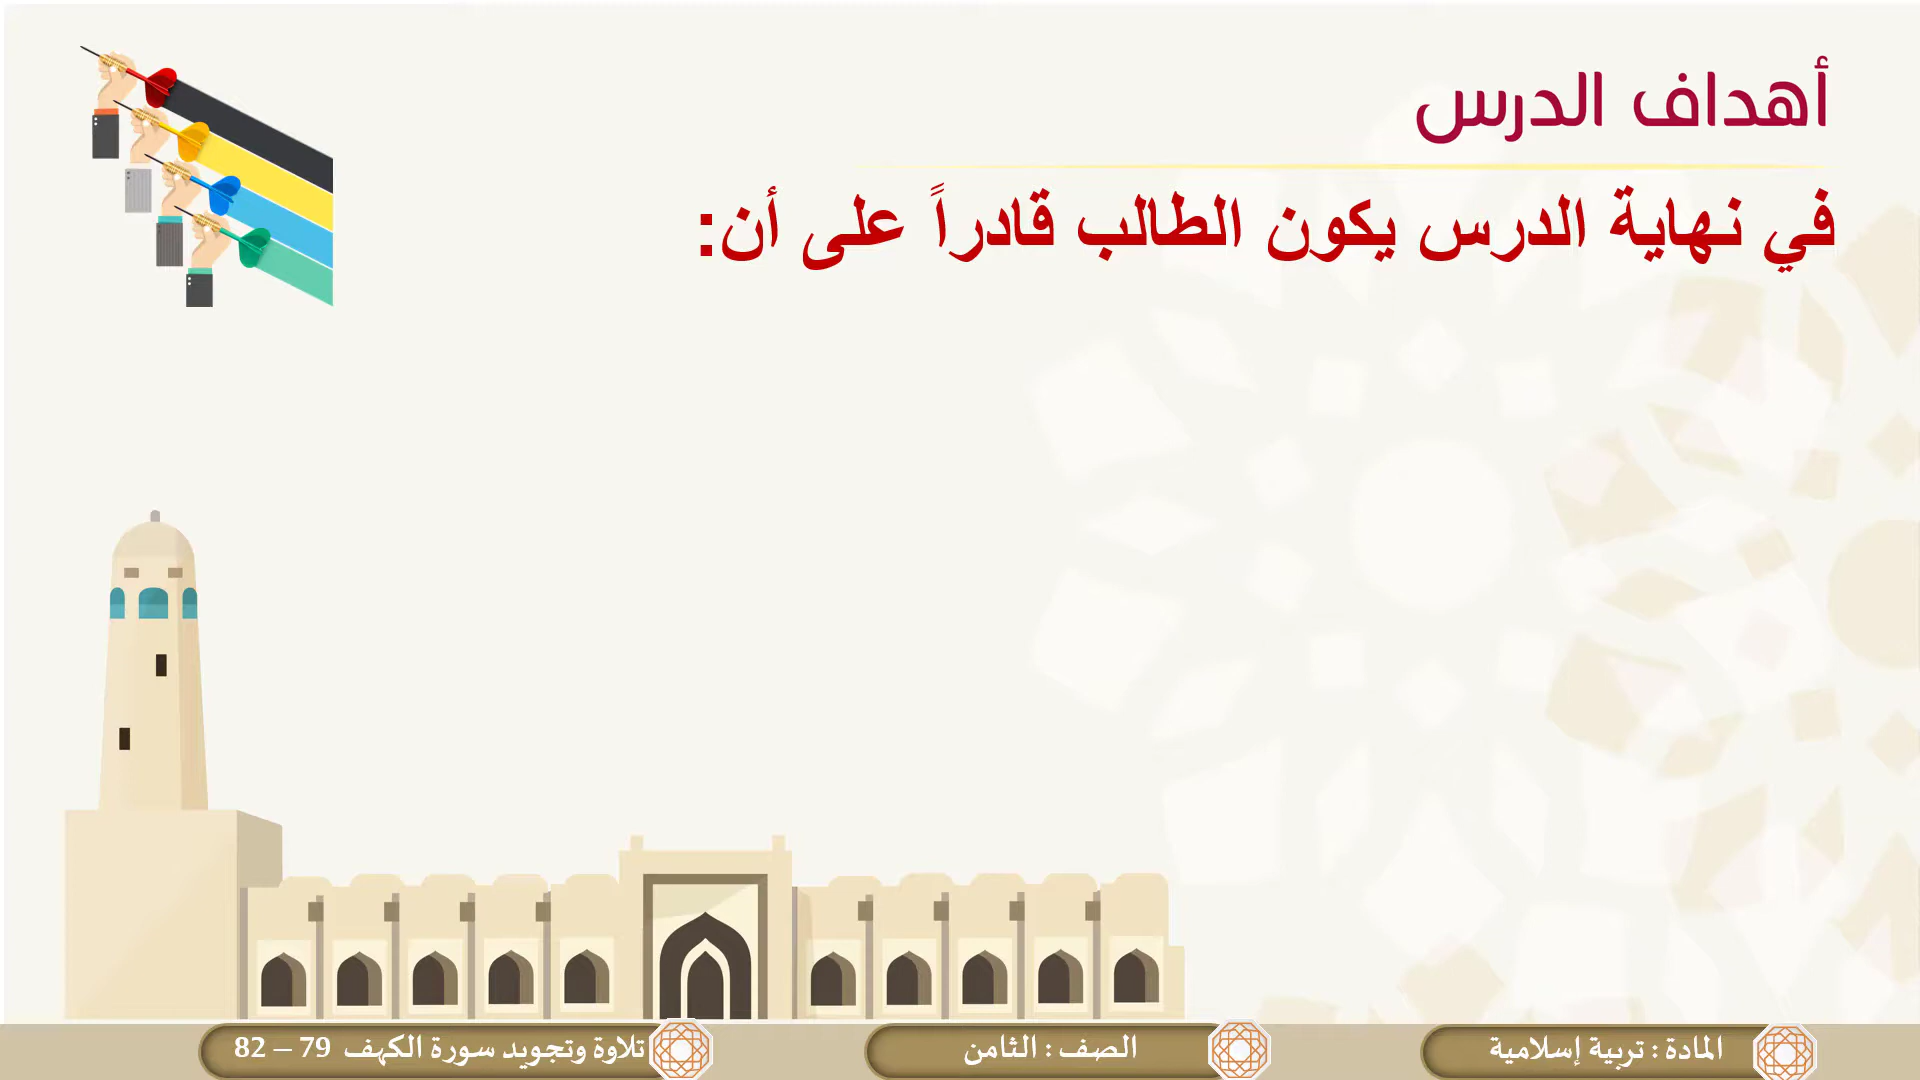 أهداف الدرس
في نهاية الدرس يكون الطالب قادراً على أن:
المادة : تربية إسلامية
الصف : الثامن
تلاوة وتجويد سورة الكهف 79 – 82